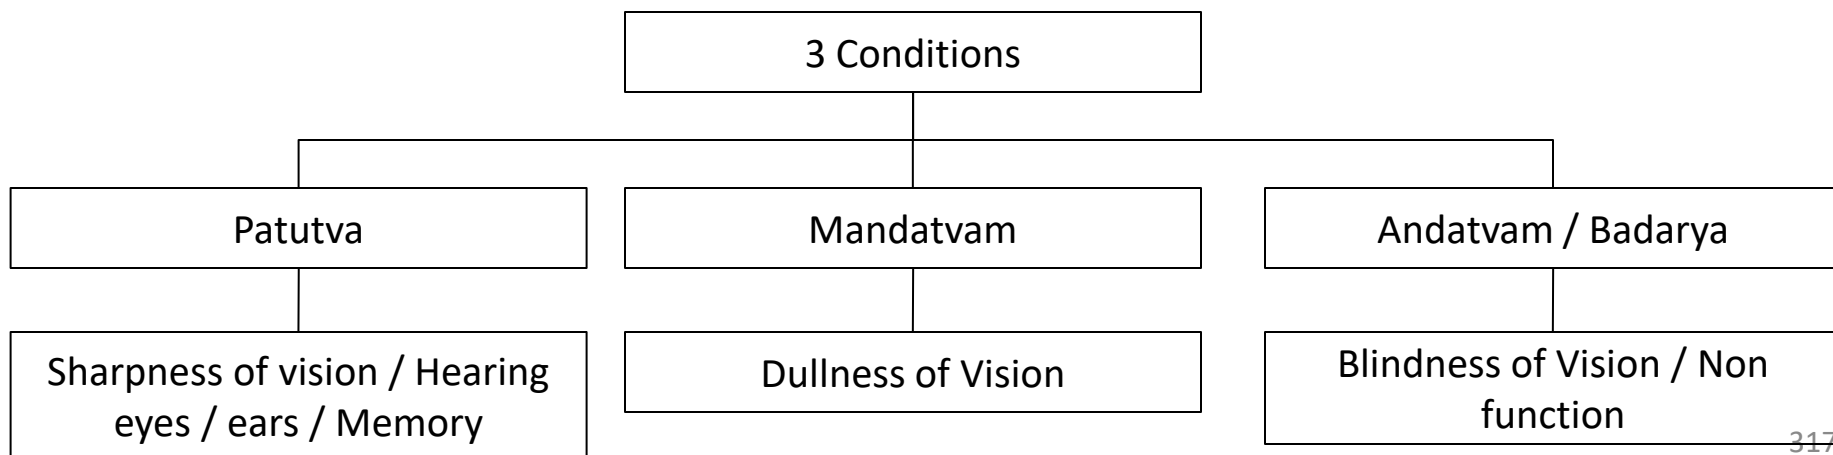 3 Conditions
Patutva
Mandatvam
Andatvam / Badarya
Sharpness of vision / Hearing
eyes / ears / Memory
Dullness of Vision
Blindness of Vision / Non
function
317